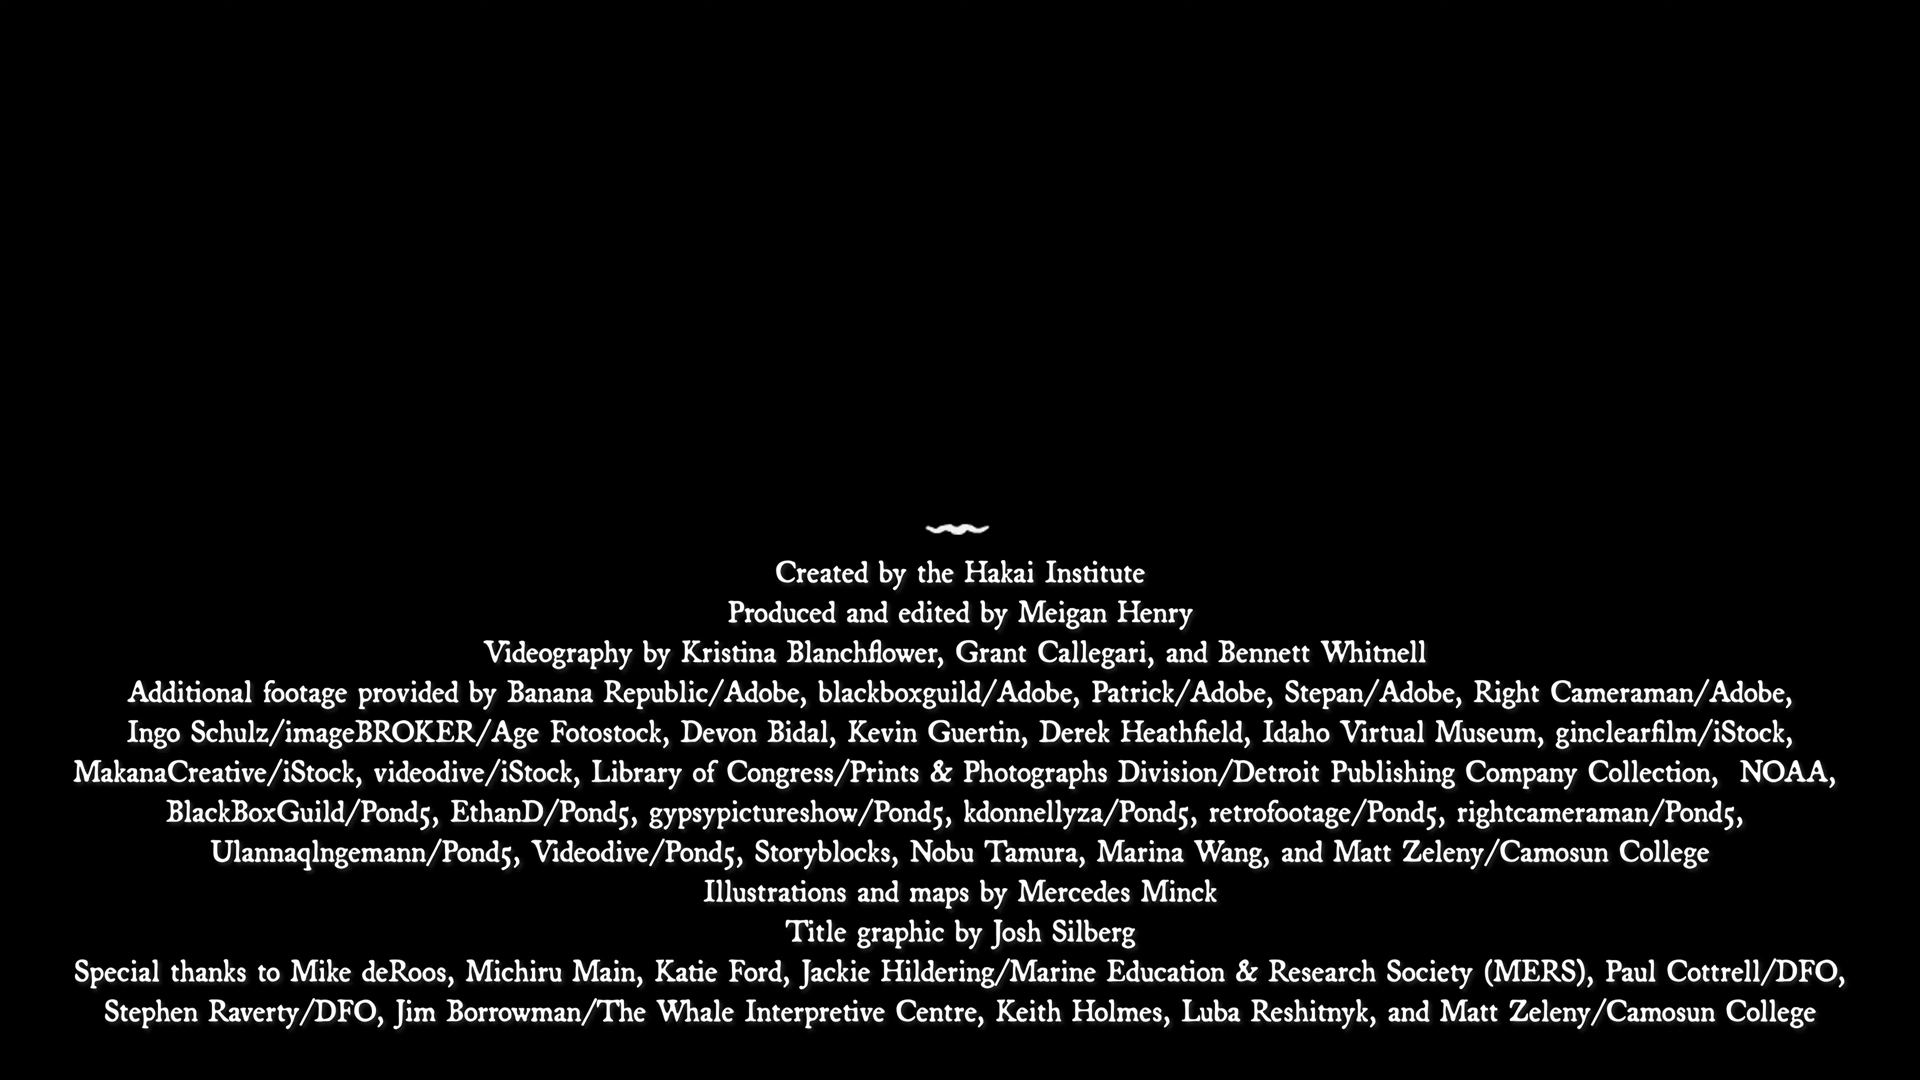 Created by the Hakai Institute
Produced and edited by Meigan Henry
Videography by Kristina Blanchflower, Grant Callegari, and Bennett Whitnell
Additional footage provided by Banana Republic/Adobe, blackboxguild/Adobe, Patrick/Adobe, Stepan/Adobe, Right Cameraman/Adobe,
Ingo Schulz/imageBROKER/Age Fotostock, Devon Bidal, Kevin Guertin, Derek Heathfield, Idaho Virtual Museum, ginclearfilm/iStock,
MakanaCreative/iStock, videodive/iStock, Library of Congress/Prints & Photographs Division/Detroit Publishing Company Collection,  NOAA,
BlackBoxGuild/Pond5, EthanD/Pond5, gypsypictureshow/Pond5, kdonnellyza/Pond5, retrofootage/Pond5, rightcameraman/Pond5,
Ulannaqlngemann/Pond5, Videodive/Pond5, Storyblocks, Nobu Tamura, Marina Wang, and Matt Zeleny/Camosun College
Illustrations and maps by Mercedes Minck
Title graphic by Josh Silberg
Special thanks to Mike deRoos, Michiru Main, Katie Ford, Jackie Hildering/Marine Education & Research Society (MERS), Paul Cottrell/DFO,
Stephen Raverty/DFO, Jim Borrowman/The Whale Interpretive Centre, Keith Holmes, Luba Reshitnyk, and Matt Zeleny/Camosun College